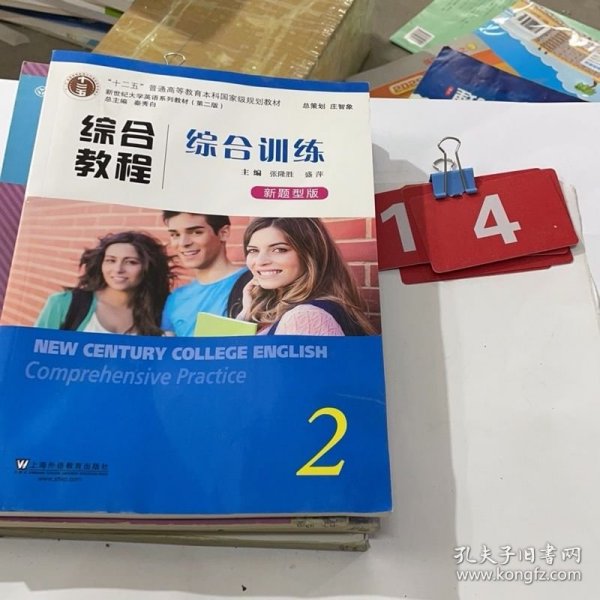 "十二五"普通高等教育本科国家级规划教材
新世纪大学英语系列教材(第二版)
总主编 秦秀白
总策划 庄智象
综合
教程
综合训练
主编 张隆胜 盛萍
新题型版
NEW CENTURY COLLEGE ENGLISH
Comprehensive Practice
2
上海外语教育出版社
www.sflep.com
1
4
孔夫子旧书网
www.kongfz.com